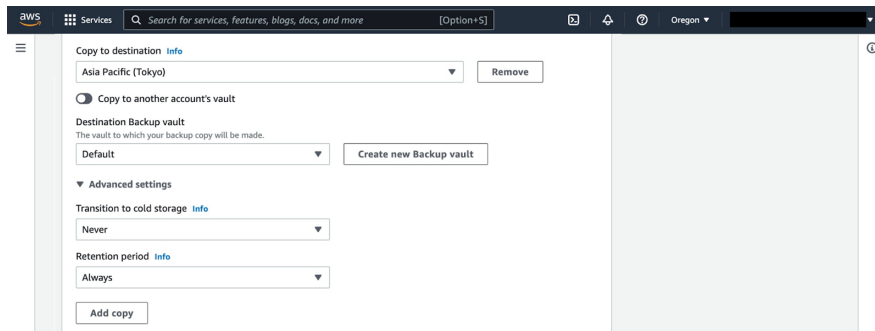 aws Services Search for services, features, blogs, docs, and more [Option+S] Oregon
Copy to destination Info
Asia Pacific (Tokyo) Remove
Copy to another account's vault
Destination Backup vault
The vault to which your backup copy will be made.
Default Create new Backup vault
Advanced settings
Transition to cold storage Info
Never
Retention period Info
Always
Add copy